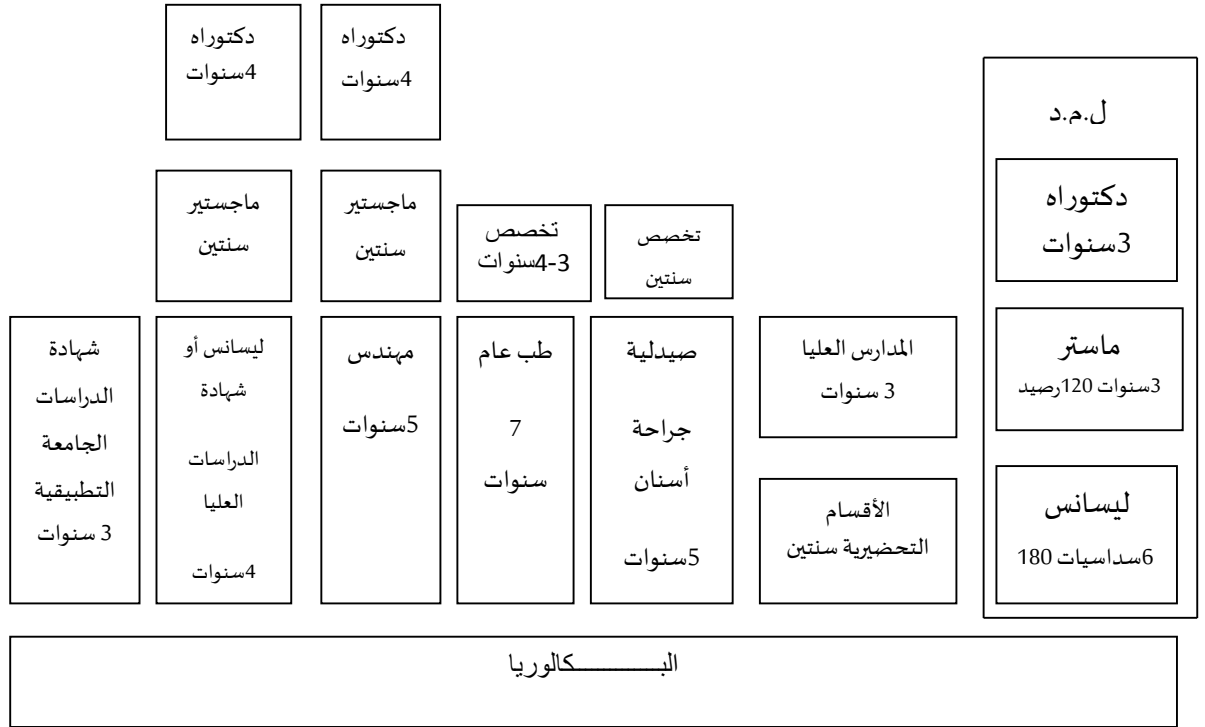 دكتوراه
4سنوات
دكتوراه
4سنوات
ل.م.د
دكتوراه
3سنوات
ماجستير
سنتين
ماجستير
سنتين
تخصص
3-4سنوات
تخصص
سنتين
ماستر
3سنوات 120رصيد
المدارس العليا
3 سنوات
صيدلية
جراحة
أسنان
5سنوات
طب عام
7
سنوات
مهندس
5سنوات
ليسانس أو
شهادة
الدراسات
العليا
4سنوات
شهادة
الدراسات
الجامعة
التطبيقية
3 سنوات
الأقسام
التحضيرية سنتين
ليسانس
6سداسيات 180
البـــــــــــكالوريا